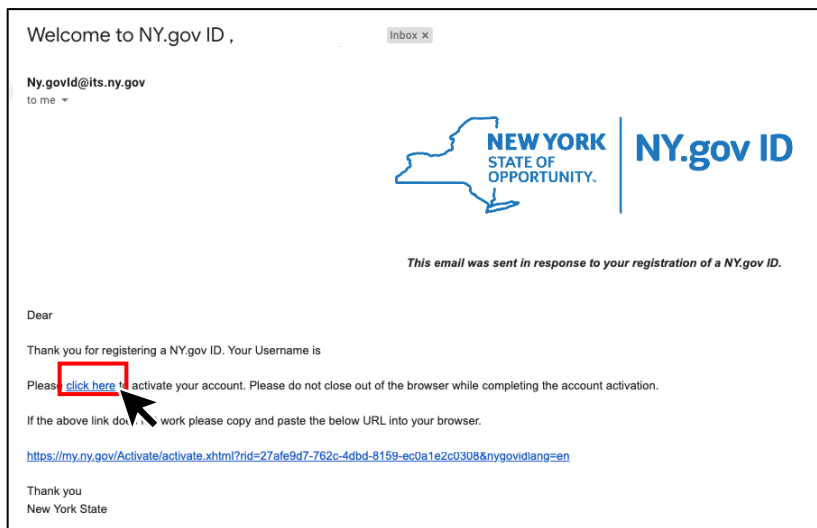 Welcome to NY.gov ID ,
Inbox ×
Ny.govId@its.ny.gov
to me
NEW YORK
STATE OF
OPPORTUNITY.
NY.gov ID
This email was sent in response to your registration of a NY.gov ID.
Dear
Thank you for registering a NY.gov ID. Your Username is
Please click here to activate your account. Please do not close out of the browser while completing the account activation.
If the above link work please copy and paste the below URL into your browser.
https://my.ny.gov/Activate/activate.xhtml?rid=27afe9d7-762c-4dbd-8159-ec0a1e2c0308&nygovidlang=en
Thank you
New York State